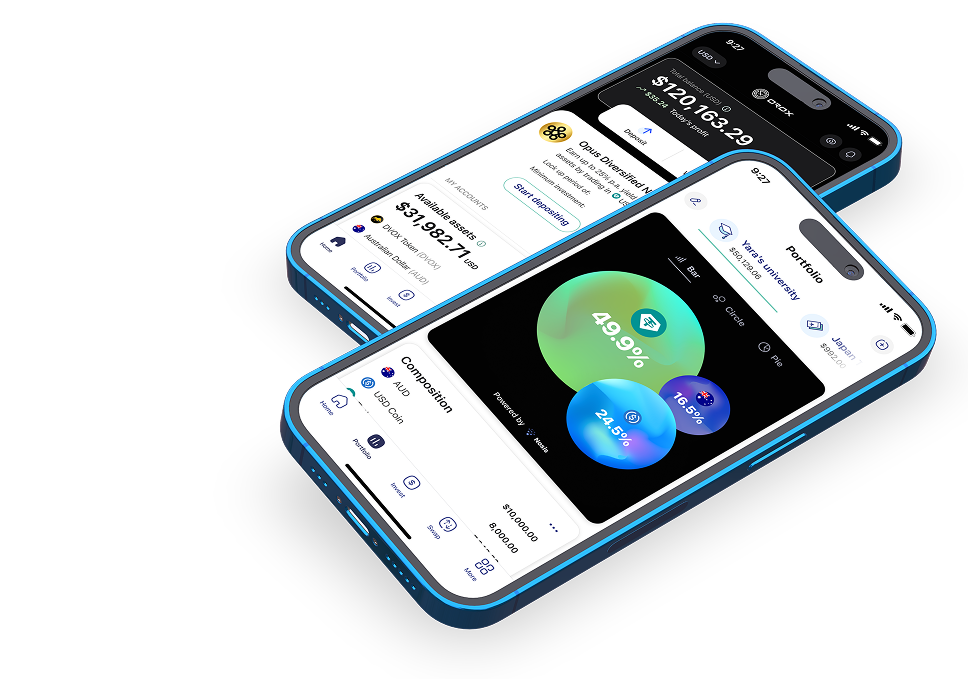 9:27
USD
OROX
Total balance (USD)
$120,163.29
$35.24 Today's profit
Deposit
Opus Diversified N
Earn up to 25% p.a. yield
assets by trading in
Lock up period of:
Minimum investment:
Start depositing
MY ACCOUNTS
Available assets
$31,982.71 USD
DVOX Token (DVOX)
Australian Dollar (AUD)
Home
Portfolio
Invest
9:27
Portfolio
Yara's university
$50,129.06
Japan
$992.00
Bar
Circle
Pie
49.9%
24.5%
16.5%
Powered by Nosia
Composition
AUD
$10,000.00
USD Coin
8,000.00
Home
Portfolio
Invest
Swap
More